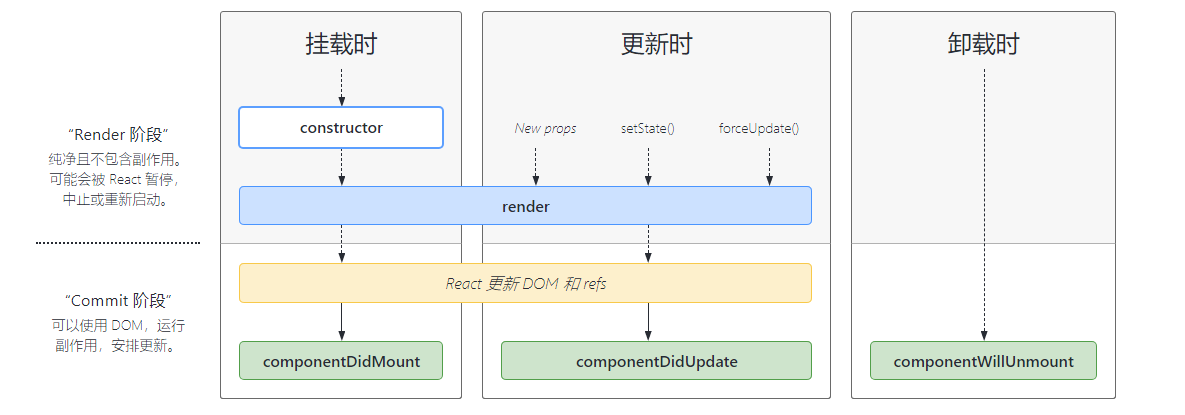 挂载时
更新时
卸载时
“Render 阶段”
纯净且不包含副作用。
可能会被 React 暂停，
中止或重新启动。
constructor
New props
setState()
forceUpdate()
render
“Commit 阶段”
可以使用 DOM，运行
副作用，安排更新。
React 更新 DOM 和 refs
componentDidMount
componentDidUpdate
componentWillUnmount